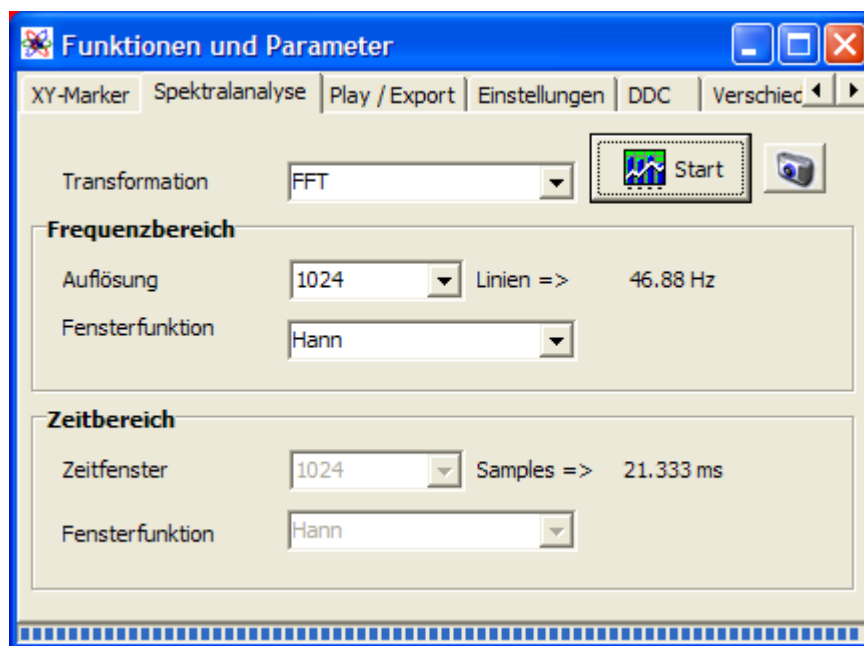 Funktionen und Parameter
XY-Marker Spektralanalyse Play / Export Einstellungen DDC Verschied
Transformation FFT Start
Frequenzbereich
Auflösung 1024 Linien => 46.88 Hz
Fensterfunktion Hann
Zeitbereich
Zeitfenster 1024 Samples => 21.333 ms
Fensterfunktion Hann